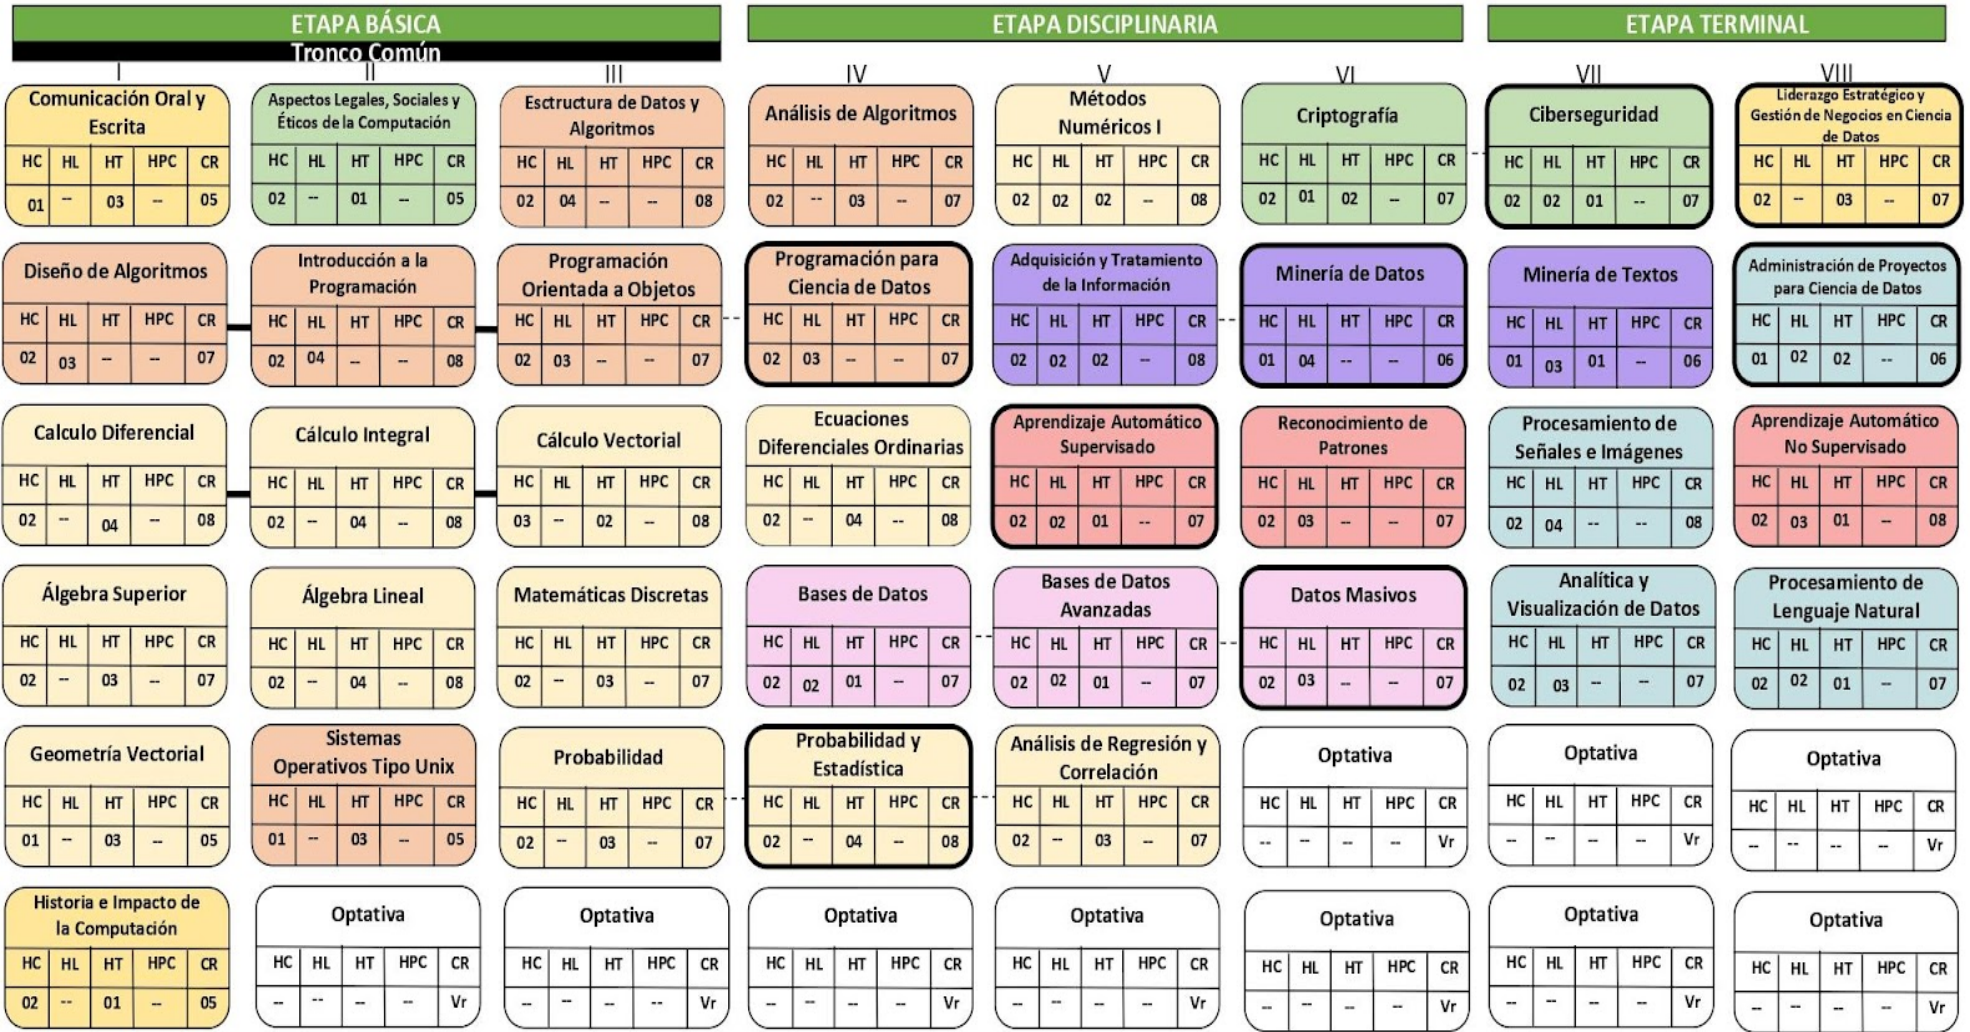 ETAPA BÁSICA
Tronco Común
ETAPA DISCIPLINARIA
ETAPA TERMINAL
I
II
III
IV
V
VI
VII
VIII
Comunicación Oral y
Escrita
HC HL HT HPC CR
01 -- 03 -- 05
Aspectos Legales, Sociales y
Éticos de la Computación
HC HL HT HPC CR
02 -- 01 -- 05
Esctructura de Datos y
Algoritmos
HC HL HT HPC CR
02 04 -- -- 08
Análisis de Algoritmos
HC HL HT HPC CR
02 -- 03 -- 07
Métodos
Numéricos I
HC HL HT HPC CR
02 02 02 -- 08
Criptografía
HC HL HT HPC CR
02 01 02 -- 07
Ciberseguridad
HC HL HT HPC CR
02 02 01 -- 07
Liderazgo Estratégico y
Gestión de Negocios en Ciencia
de Datos
HC HL HT HPC CR
02 -- 03 -- 07
Diseño de Algoritmos
HC HL HT HPC CR
02 03 -- -- 07
Introducción a la
Programación
HC HL HT HPC CR
02 04 -- -- 08
Programación
Orientada a Objetos
HC HL HT HPC CR
02 03 -- -- 07
Programación para
Ciencia de Datos
HC HL HT HPC CR
02 03 -- -- 07
Adquisición y Tratamiento
de la Información
HC HL HT HPC CR
02 02 02 -- 08
Minería de Datos
HC HL HT HPC CR
01 04 -- -- 06
Minería de Textos
HC HL HT HPC CR
01 03 01 -- 06
Administración de Proyectos
para Ciencia de Datos
HC HL HT HPC CR
01 02 02 -- 06
Calculo Diferencial
HC HL HT HPC CR
02 -- 04 -- 08
Cálculo Integral
HC HL HT HPC CR
02 -- 04 -- 08
Cálculo Vectorial
HC HL HT HPC CR
03 -- 02 -- 08
Ecuaciones
Diferenciales Ordinarias
HC HL HT HPC CR
02 -- 04 -- 08
Aprendizaje Automático
Supervisado
HC HL HT HPC CR
02 02 01 -- 07
Reconocimiento de
Patrones
HC HL HT HPC CR
02 03 -- -- 07
Procesamiento de
Señales e Imágenes
HC HL HT HPC CR
02 04 -- -- 08
Aprendizaje Automático
No Supervisado
HC HL HT HPC CR
02 03 01 -- 08
Álgebra Superior
HC HL HT HPC CR
02 -- 03 -- 07
Álgebra Lineal
HC HL HT HPC CR
02 -- 04 -- 08
Matemáticas Discretas
HC HL HT HPC CR
02 -- 03 -- 07
Bases de Datos
HC HL HT HPC CR
02 02 01 -- 07
Bases de Datos
Avanzadas
HC HL HT HPC CR
02 02 01 -- 07
Datos Masivos
HC HL HT HPC CR
02 03 -- -- 07
Analítica y
Visualización de Datos
HC HL HT HPC CR
02 03 -- -- 07
Procesamiento de
Lenguaje Natural
HC HL HT HPC CR
02 02 01 -- 07
Geometría Vectorial
HC HL HT HPC CR
01 -- 03 -- 05
Sistemas
Operativos Tipo Unix
HC HL HT HPC CR
01 -- 03 -- 05
Probabilidad
HC HL HT HPC CR
02 -- 03 -- 07
Probabilidad y
Estadística
HC HL HT HPC CR
02 -- 04 -- 08
Análisis de Regresión y
Correlación
HC HL HT HPC CR
02 -- 03 -- 07
Optativa
HC HL HT HPC CR
-- -- -- -- Vr
Optativa
HC HL HT HPC CR
-- -- -- -- Vr
Optativa
HC HL HT HPC CR
-- -- -- -- Vr
Historia e Impacto de
la Computación
HC HL HT HPC CR
02 -- 01 -- 05
Optativa
HC HL HT HPC CR
-- -- -- -- Vr
Optativa
HC HL HT HPC CR
-- -- -- -- Vr
Optativa
HC HL HT HPC CR
-- -- -- -- Vr
Optativa
HC HL HT HPC CR
-- -- -- -- Vr
Optativa
HC HL HT HPC CR
-- -- -- -- Vr
Optativa
HC HL HT HPC CR
-- -- -- -- Vr
Optativa
HC HL HT HPC CR
-- -- -- -- Vr